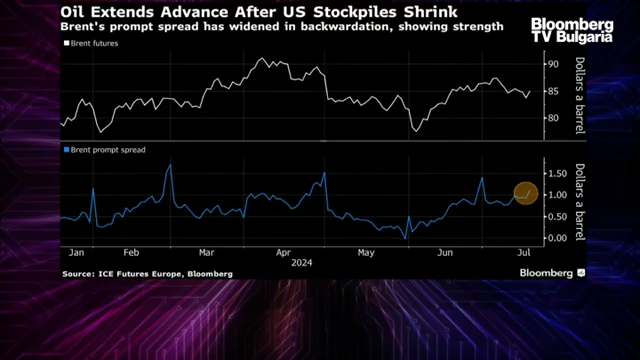 Oil Extends Advance After US Stockpiles Shrink
Brent's prompt spread has widened in backwardation, showing strength
Bloomberg
TV Bulgaria
Brent futures
90
85
80
Dollars a barrel
Brent prompt spread
1.50
1.00
0.50
0.00
Dollars a barrel
Jan Feb Mar Apr May Jun Jul
2024
Source: ICE Futures Europe, Bloomberg
Bloomberg